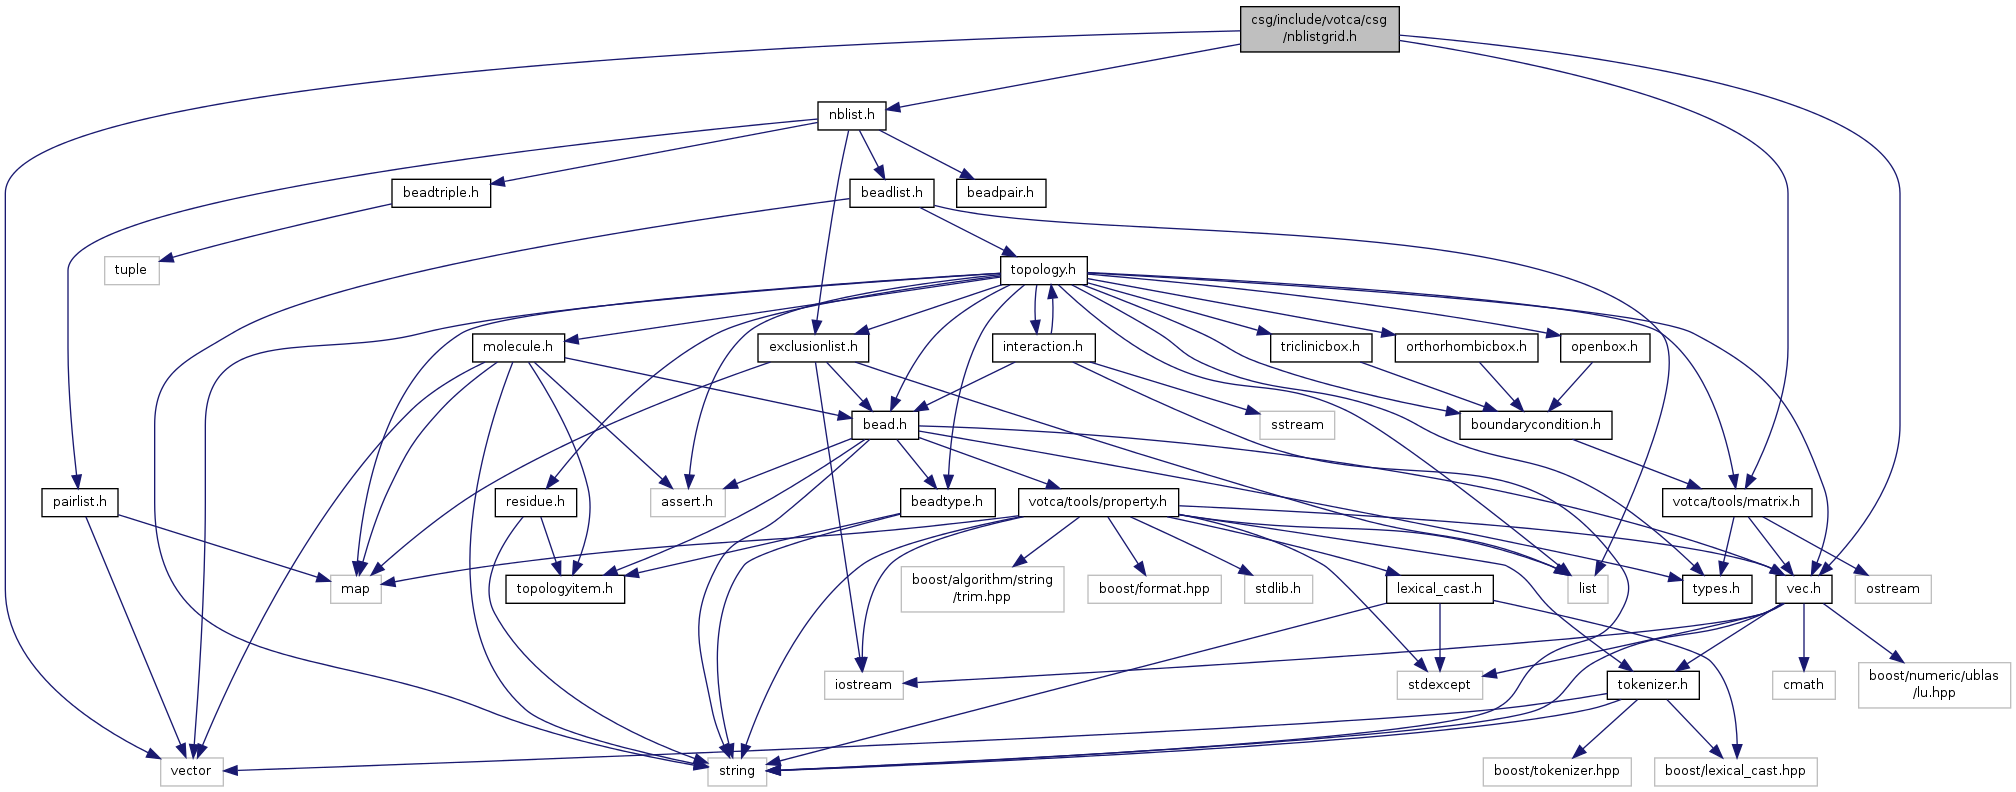 csg/include/votca/csg
/nblistgrid.h
nblist.h
beadtriple.h
beadlist.h
beadpair.h
tuple
topology.h
molecule.h
exclusionlist.h
interaction.h
triclinicbox.h
orthorhombicbox.h
openbox.h
bead.h
sstream
boundarycondition.h
pairlist.h
residue.h
assert.h
beadtype.h
votca/tools/property.h
votca/tools/matrix.h
map
topologyitem.h
boost/algorithm/string
/trim.hpp
boost/format.hpp
stdlib.h
lexical_cast.h
list
types.h
vec.h
ostream
iostream
stdexcept
tokenizer.h
cmath
boost/numeric/ublas
/lu.hpp
vector
string
boost/tokenizer.hpp
boost/lexical_cast.hpp